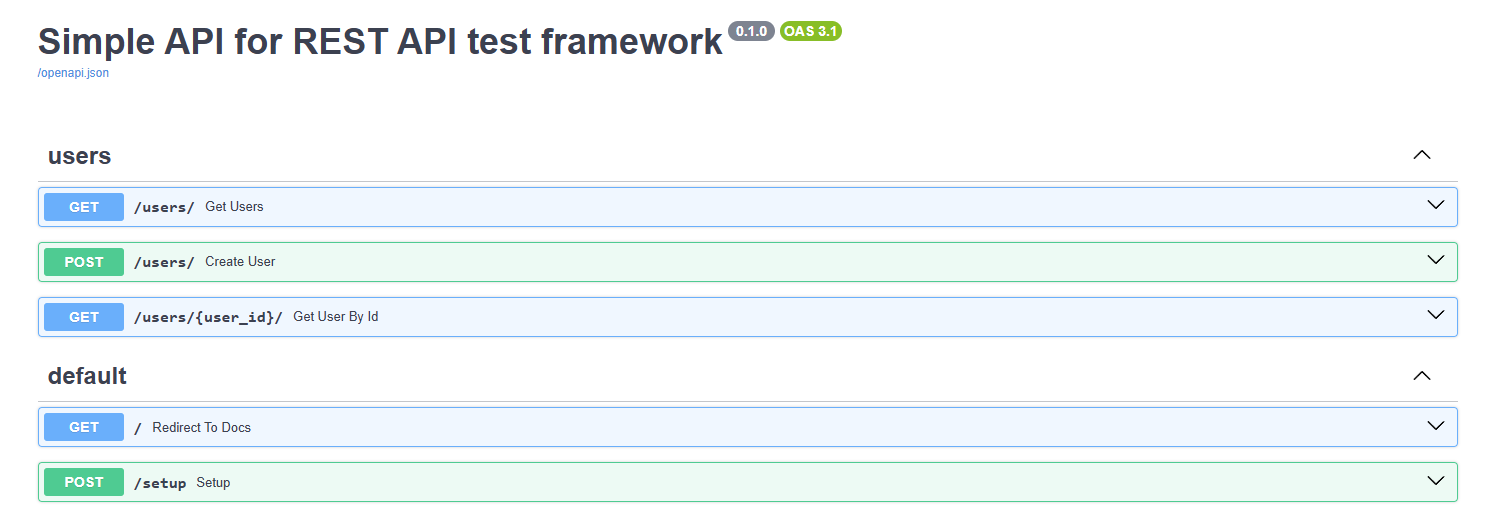 Simple API for REST API test framework 0.1.0 OAS 3.1
/openapi.json
users
GET /users/ Get Users
POST /users/ Create User
GET /users/{user_id}/ Get User By Id
default
GET / Redirect To Docs
POST /setup Setup